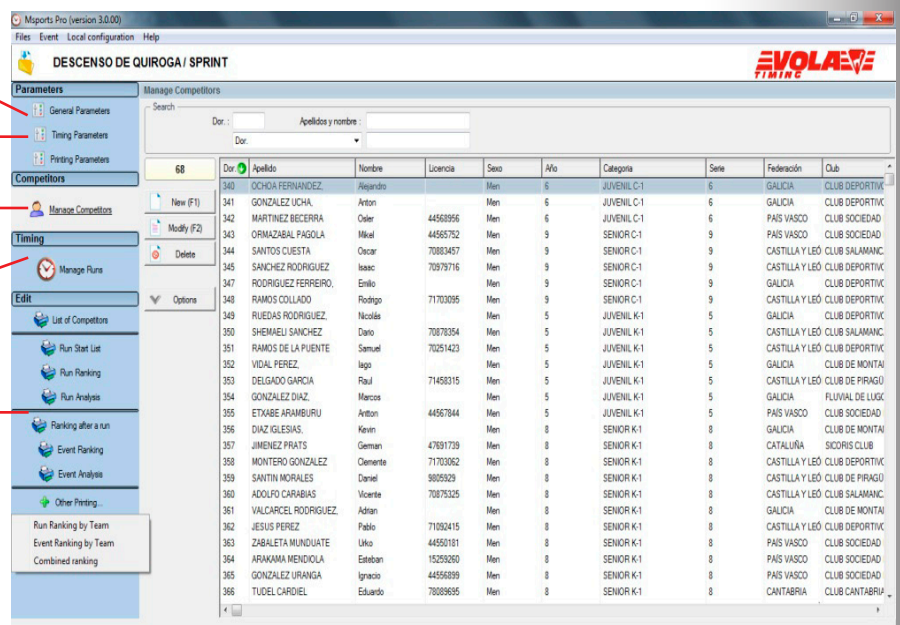 Msports Pro (version 3.0.00)
Files Event Local configuration Help
DESCENSO DE QUIROGA / SPRINT
VOLA
TIMING
Parameters
General Parameters
Timing Parameters
Printing Parameters
Competitors
Manage Competitors
Timing
Manage Runs
Edit
List of Competitors
Run Start List
Run Ranking
Run Analysis
Ranking after a run
Event Ranking
Event Analysis
Other Printing...
Run Ranking by Team
Event Ranking by Team
Combined ranking
Manage Competitors
Search
Dor. : Apellidos y nombre :
Dor.
68
New (F1)
Modify (F2)
Delete
Options
Dor. Apellido Nombre Licencia Sexo Año Categoria Serie Federación Club
340 OCHOA FERNANDEZ, Alejandro Men 6 JUVENIL C-1 6 GALICIA CLUB DEPORTIVO
341 GONZALEZ UCHA, Anton Men 6 JUVENIL C-1 6 GALICIA CLUB DEPORTIVO
342 MARTINEZ BECERRA Osler 44568956 Men 6 JUVENIL C-1 6 PAÍS VASCO CLUB SOCIEDAD
343 ORMAZABAL PAGOLA Mikel 44565752 Men 9 SENIOR C-1 9 PAÍS VASCO CLUB SOCIEDAD
344 SANTOS CUESTA Oscar 70883457 Men 9 SENIOR C-1 9 CASTILLA Y LEÓ CLUB SALAMANC
345 SANCHEZ RODRIGUEZ Isaac 70979716 Men 9 SENIOR C-1 9 CASTILLA Y LEÓ CLUB DEPORTIVO
347 RODRIGUEZ FERREIRO, Emilio Men 9 SENIOR C-1 9 GALICIA CLUB DEPORTIVO
348 RAMOS COLLADO Rodrigo 71703095 Men 9 SENIOR C-1 9 CASTILLA Y LEÓ CLUB DEPORTIVO
349 RUEDAS RODRIGUEZ, Nicolás Men 5 JUVENIL K-1 5 GALICIA CLUB DEPORTIVO
350 SHEMAELI SANCHEZ Dario 70878354 Men 5 JUVENIL K-1 5 CASTILLA Y LEÓ CLUB SALAMANC
351 RAMOS DE LA PUENTE Samuel 70251423 Men 5 JUVENIL K-1 5 CASTILLA Y LEÓ CLUB DEPORTIVO
352 VIDAL PEREZ, Iago Men 5 JUVENIL K-1 5 GALICIA CLUB DE MONTAI
353 DELGADO GARCIA Raul 71458315 Men 5 JUVENIL K-1 5 CASTILLA Y LEÓ CLUB DE PIRAGÜ
354 GONZALEZ DIAZ, Marcos Men 5 JUVENIL K-1 5 GALICIA FLUVIAL DE LUGO
355 ETXABE ARAMBURU Antton 44567844 Men 5 JUVENIL K-1 5 PAÍS VASCO CLUB SOCIEDAD
356 DIAZ IGLESIAS, Kevin Men 8 SENIOR K-1 8 GALICIA CLUB DE MONTAI
357 JIMENEZ PRATS German 47691739 Men 8 SENIOR K-1 8 CATALUÑA SICORIS CLUB
358 MONTERO GONZALEZ Clemente 71703062 Men 8 SENIOR K-1 8 CASTILLA Y LEÓ CLUB DEPORTIVO
359 SANTIN MORALES Daniel 9805929 Men 8 SENIOR K-1 8 CASTILLA Y LEÓ CLUB DE PIRAGÜ
360 ADOLFO CARABIAS Vicente 70875325 Men 8 SENIOR K-1 8 CASTILLA Y LEÓ CLUB SALAMANC
361 VALCARCEL RODRIGUEZ, Adrian Men 8 SENIOR K-1 8 GALICIA CLUB DE MONTAI
362 JESUS PEREZ Pablo 71092415 Men 8 SENIOR K-1 8 CASTILLA Y LEÓ CLUB DEPORTIVO
363 ZABALETA MUNDUATE Urko 44550181 Men 8 SENIOR K-1 8 PAÍS VASCO CLUB SOCIEDAD
364 ARAKAMA MENDIOLA Esteban 15259260 Men 8 SENIOR K-1 8 PAÍS VASCO CLUB SOCIEDAD
365 GONZALEZ URANGA Ignacio 44556899 Men 8 SENIOR K-1 8 PAÍS VASCO CLUB SOCIEDAD
366 TUDEL CARDIEL Eduardo 78089695 Men 8 SENIOR K-1 8 CANTABRIA CLUB CANTABRIA